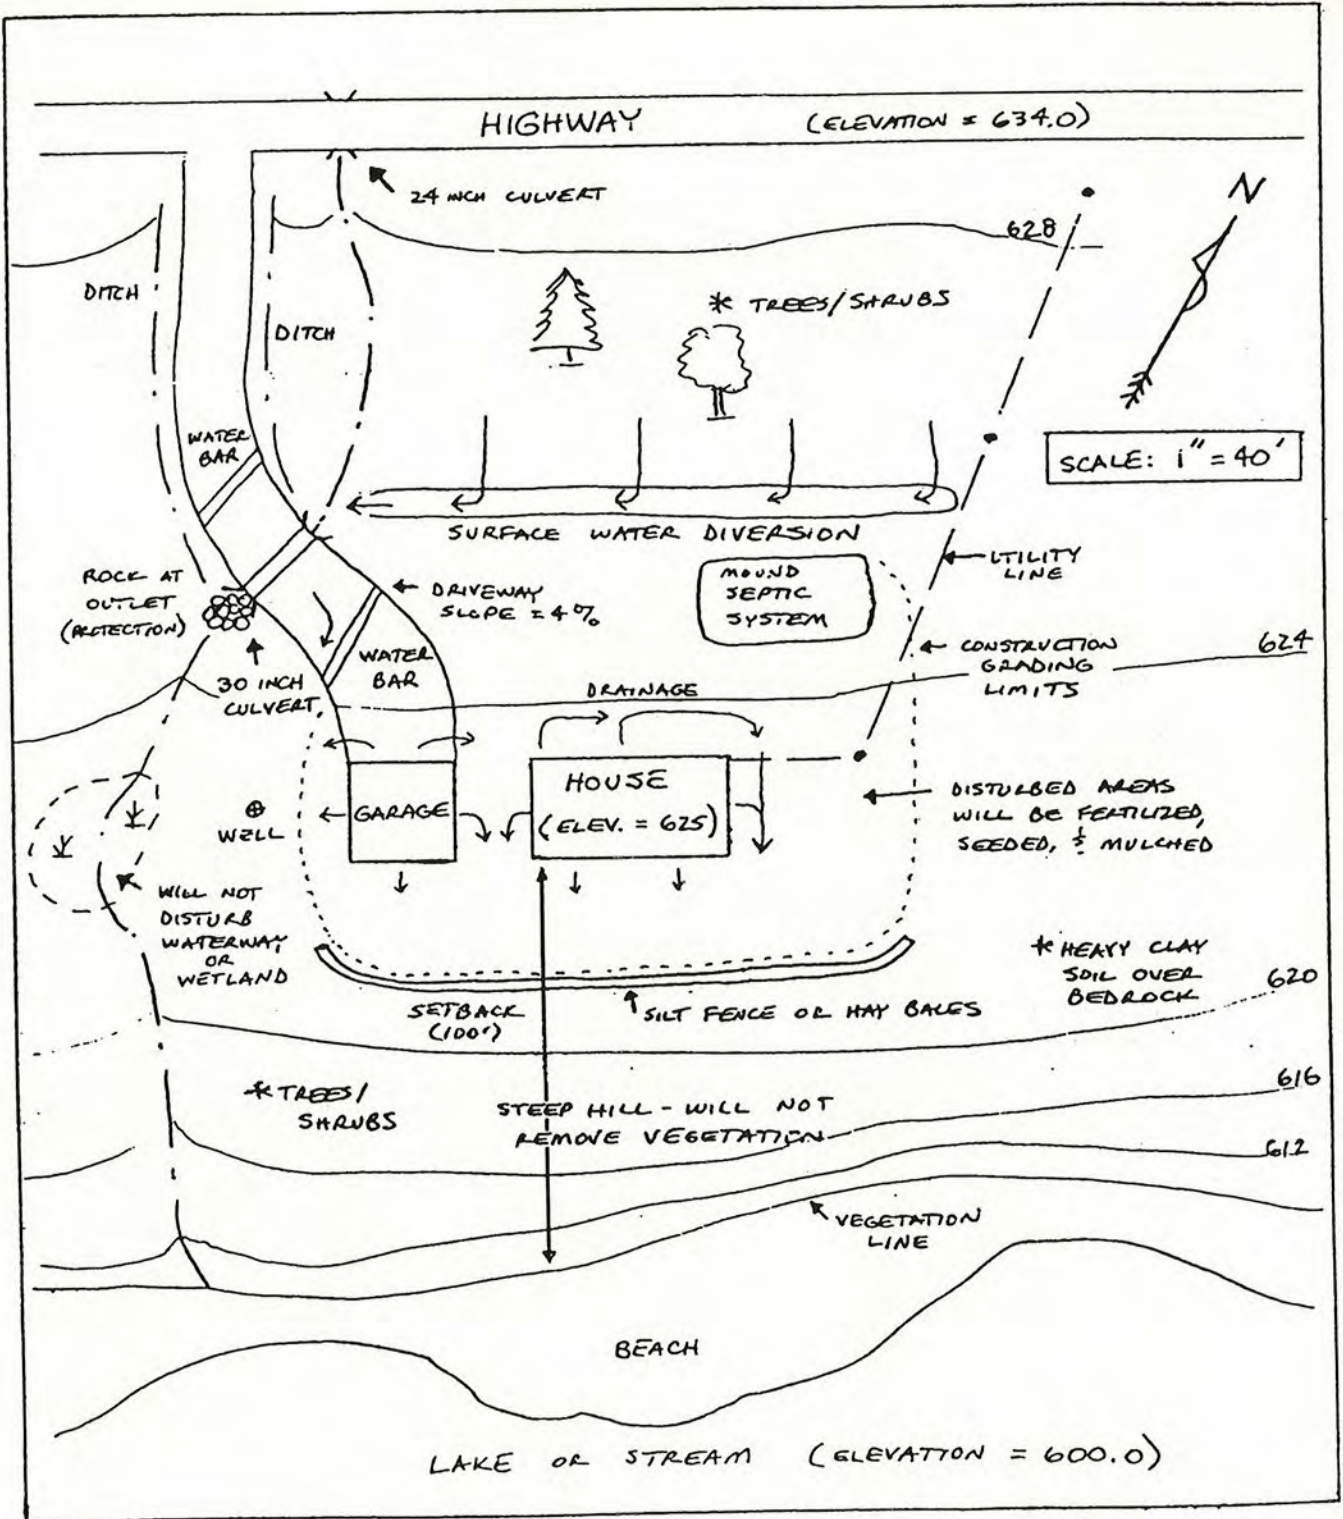 HIGHWAY
(ELEVATION = 634.0)
24 INCH CULVERT
N
628
DITCH
* TREES/SHRUBS
DITCH
WATER
BAR
SCALE: 1" = 40'
SURFACE WATER DIVERSION
UTILITY
LINE
MOUND
SEPTIC
SYSTEM
ROCK AT
OUTLET
(PROTECTION)
DRIVEWAY
SLOPE = 4%
CONSTRUCTION
GRADING
LIMITS
624
WATER
BAR
30 INCH
CULVERT
DRAINAGE
HOUSE
(ELEV. = 625)
GARAGE
WELL
DISTURBED AREAS
WILL BE FERTILIZED,
SEEDED, & MULCHED
WILL NOT
DISTURB
WATERWAY
OR
WETLAND
* HEAVY CLAY
SOIL OVER
BEDROCK
620
SETBACK
(100')
SILT FENCE OR HAY BALES
616
* TREES/
SHRUBS
STEEP HILL - WILL NOT
REMOVE VEGETATION
612
VEGETATION
LINE
BEACH
LAKE OR STREAM (ELEVATION = 600.0)